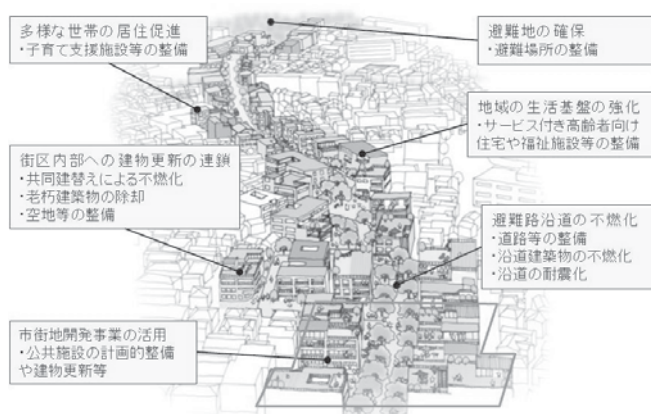 多様な世帯の居住促進
・子育て支援施設等の整備
避難地の確保
・避難場所の整備
地域の生活基盤の強化
・サービス付き高齢者向け
住宅や福祉施設等の整備
街区内部への建物更新の連鎖
・共同建替えによる不燃化
・老朽建築物の除却
・空地等の整備
避難路沿道の不燃化
・道路等の整備
・沿道建築物の不燃化
・沿道の耐震化
市街地開発事業の活用
・公共施設の計画的整備
や建物更新等